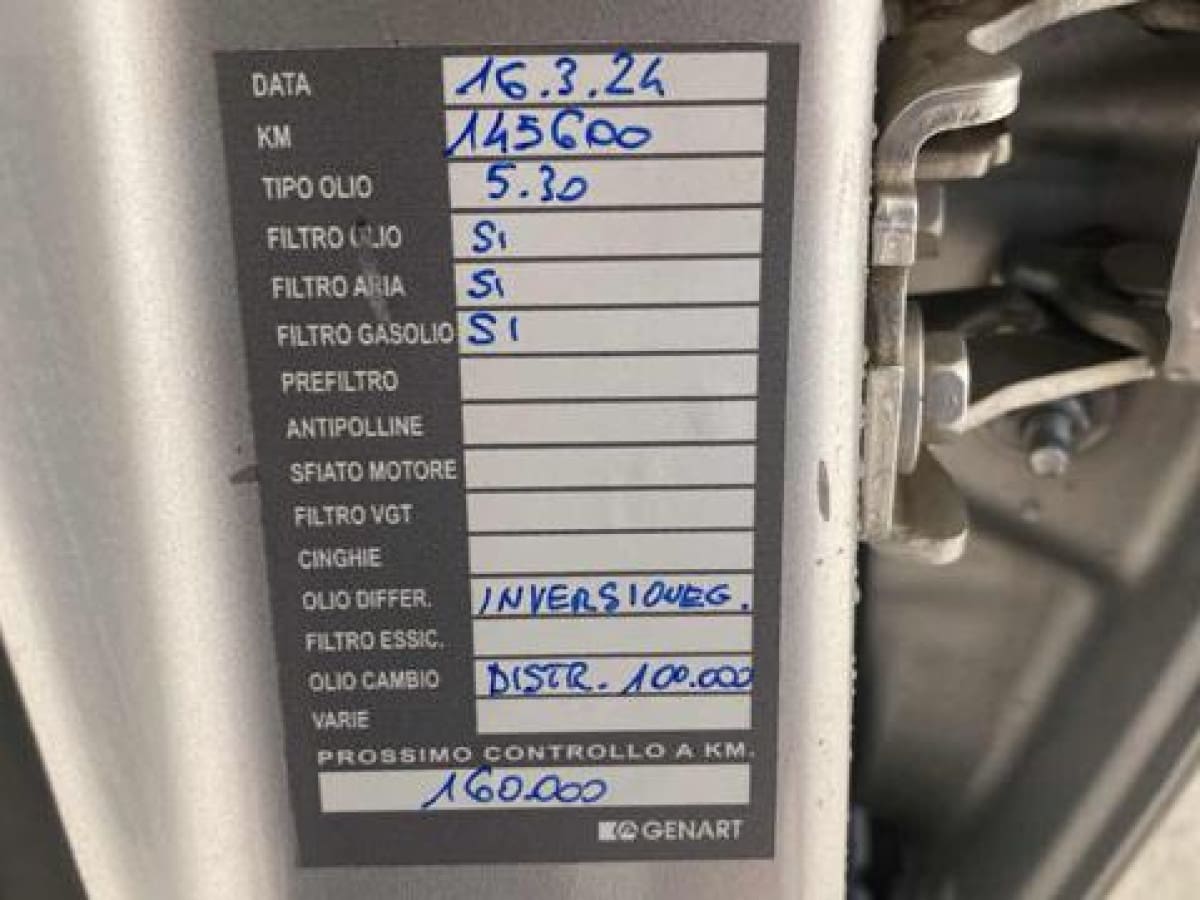 DATA 16.3.24
KM 145600
TIPO OLIO 5.30
FILTRO OLIO Si
FILTRO ARIA Si
FILTRO GASOLIO Si
PREFILTRO
ANTIPOLLINE
SFIATO MOTORE
FILTRO VGT
CINGHIE
OLIO DIFFER. INVERSIONEG.
FILTRO ESSIC.
OLIO CAMBIO DISTR. 100.000
VARIE
PROSSIMO CONTROLLO A KM.
160.000
GENART